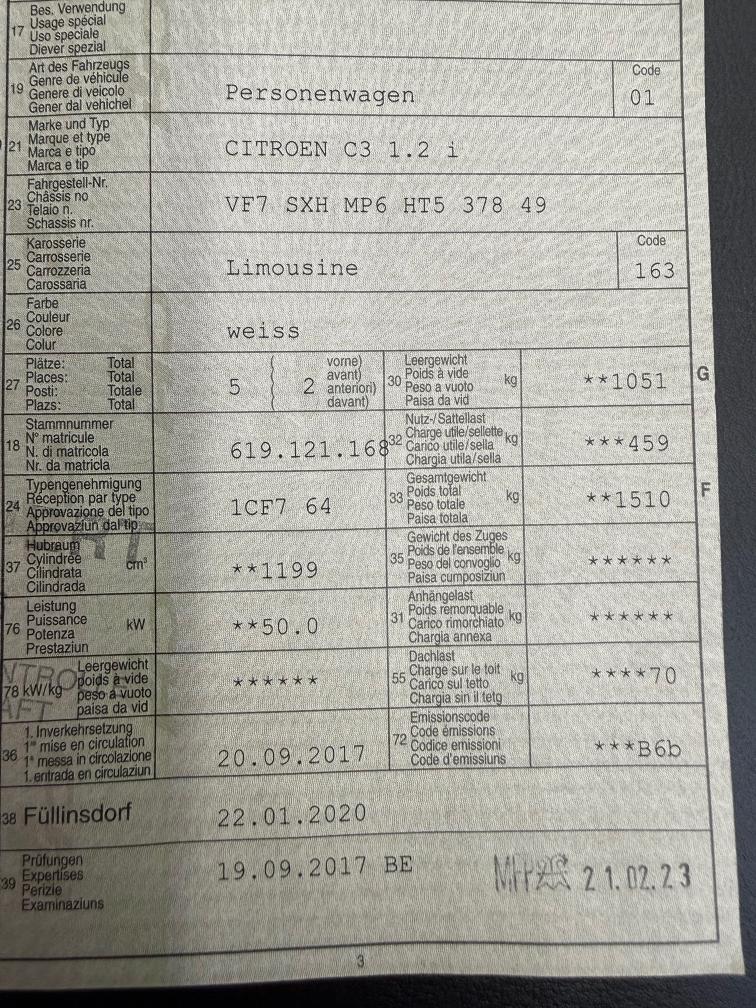 Bes. Verwendung
17 Usage spécial
Uso speciale
Diever spezial
Art des Fahrzeugs
Genre de véhicule
19 Genere di veicolo
Gener dal vehichel
Personenwagen
Code
01
Marke und Typ
21 Marque et type
Marca e tipo
Marca e tip
CITROEN C3 1.2 i
Fahrgestell-Nr.
23 Châssis no
Telaio n.
Schassis nr.
VF7 SXH MP6 HT5 378 49
Karosserie
25 Carrosserie
Carrozzeria
Carossaria
Limousine
Code
163
Farbe
26 Couleur
Colore
Colur
weiss
27 Plätze: Total
Places: Total
Posti: Totale
Plazs: Total
5 ( 2 vorne)
avant)
anteriori)
davant)
30 Leergewicht
Poids à vide
Peso a vuoto
Paisa da vid
kg
**1051
G
18 Stammnummer
N° matricule
N. di matricola
Nr. da matricla
619.121.168
32 Nutz-/Sattellast
Charge utile/sellette
Carico utile/sella
Chargia utila/sella
kg
***459
24 Typengenehmigung
Réception par type
Approvazione del tipo
Approvaziun dal tip
1CF7 64
33 Gesamtgewicht
Poids total
Peso totale
Paisa totala
kg
**1510
F
37 Hubraum
Cylindrée
Cilindrata
Cilindrada
cm³
**1199
35 Gewicht des Zuges
Poids de l'ensemble
Peso del convoglio
Paisa cumposiziun
kg
******
76 Leistung
Puissance
Potenza
Prestaziun
kW
**50.0
31 Anhängelast
Poids remorquable
Carico rimorchiato
Chargia annexa
kg
******
78 kW/kg Leergewicht
poids à vide
peso à vuoto
paisa da vid
******
55 Dachlast
Charge sur le toit
Carico sul tetto
Chargia sin il tetg
kg
****70
36 1. Inverkehrsetzung
1re mise en circulation
1a messa in circolazione
1. entrada en circulaziun
20.09.2017
72 Emissionscode
Code émissions
Codice emissioni
Code d'emissiuns
***B6b
38 Füllinsdorf
22.01.2020
39 Prüfungen
Expertises
Perizie
Examinaziuns
19.09.2017 BE
21.02.23
3